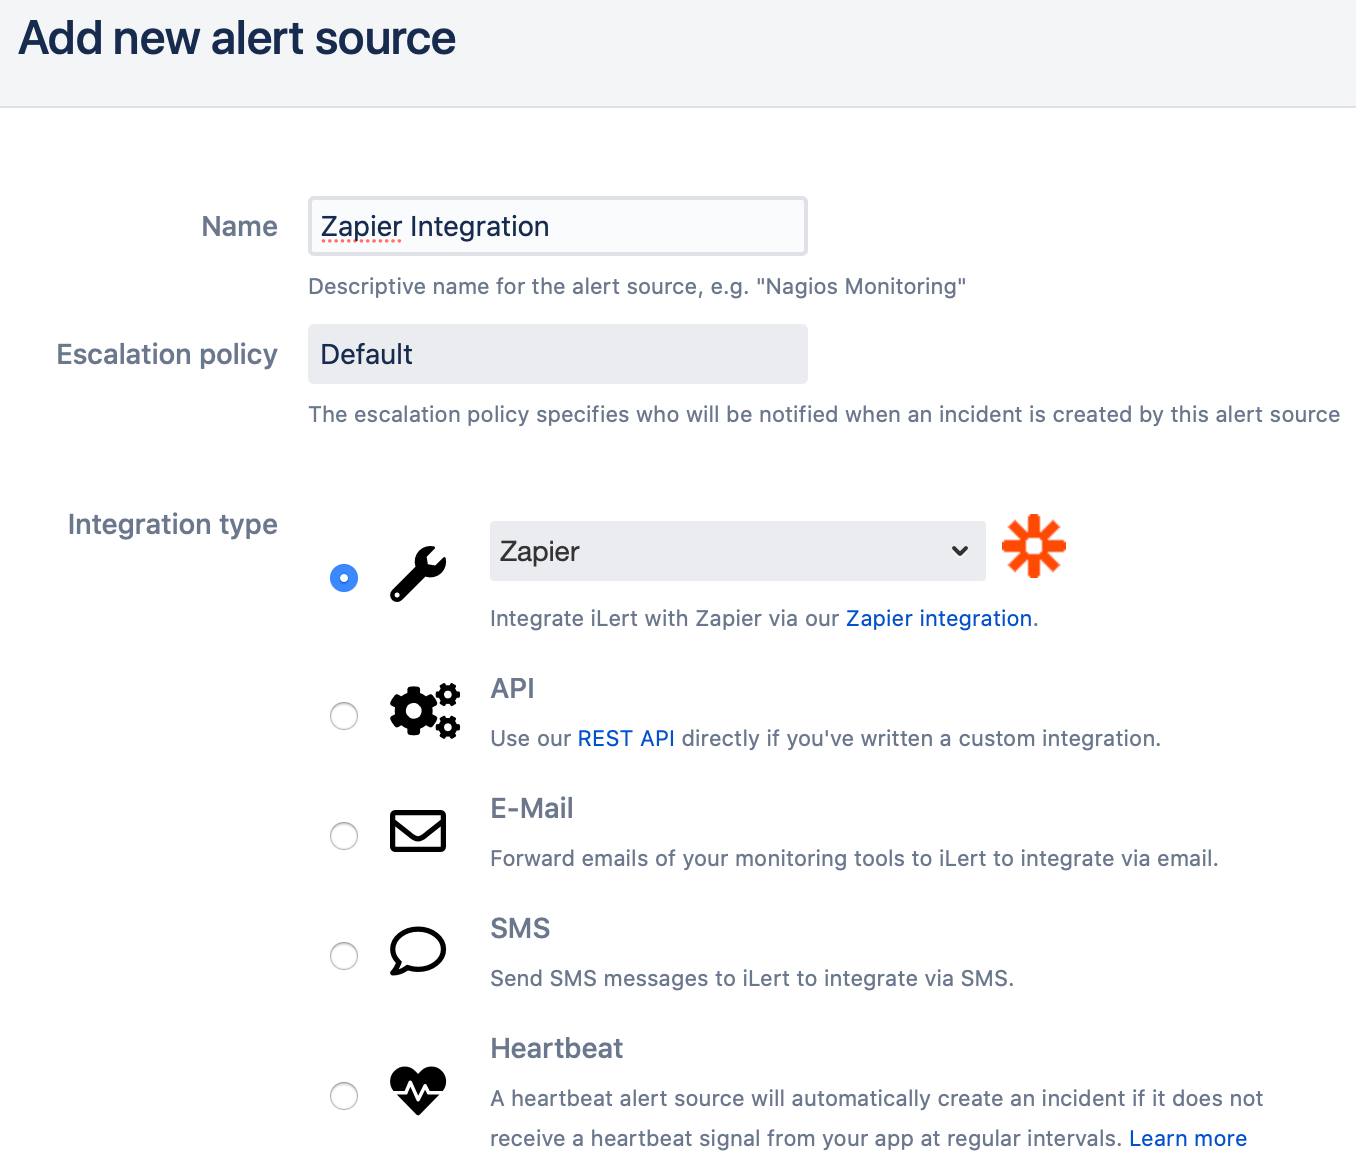 Add new alert source
Name
Zapier Integration
Descriptive name for the alert source, e.g. "Nagios Monitoring"
Escalation policy
Default
The escalation policy specifies who will be notified when an incident is created by this alert source
Integration type
Zapier
Integrate iLert with Zapier via our Zapier integration.
API
Use our REST API directly if you've written a custom integration.
E-Mail
Forward emails of your monitoring tools to iLert to integrate via email.
SMS
Send SMS messages to iLert to integrate via SMS.
Heartbeat
A heartbeat alert source will automatically create an incident if it does not
receive a heartbeat signal from your app at regular intervals. Learn more